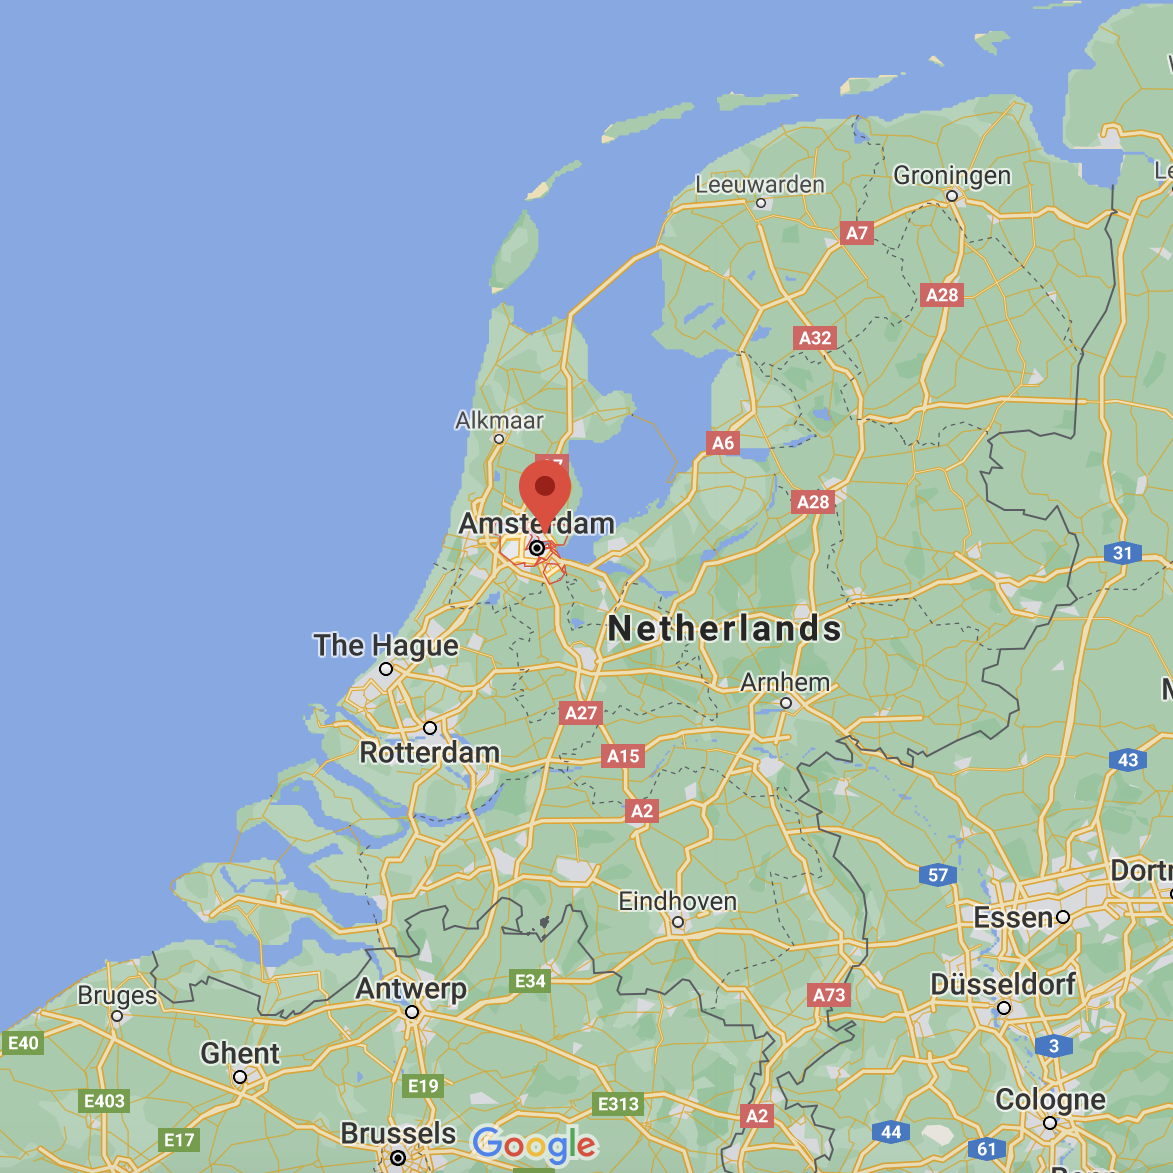 Leeuwarden
Groningen
A7
A28
A32
Alkmaar
A6
A28
Amsterdam
31
Netherlands
The Hague
Arnhem
A27
Rotterdam
A15
43
A2
57
Eindhoven
Essen
Antwerp
E34
Düsseldorf
Bruges
A73
E40
3
Ghent
E19
E403
E313
Cologne
A2
44
E17
Brussels
Google
61